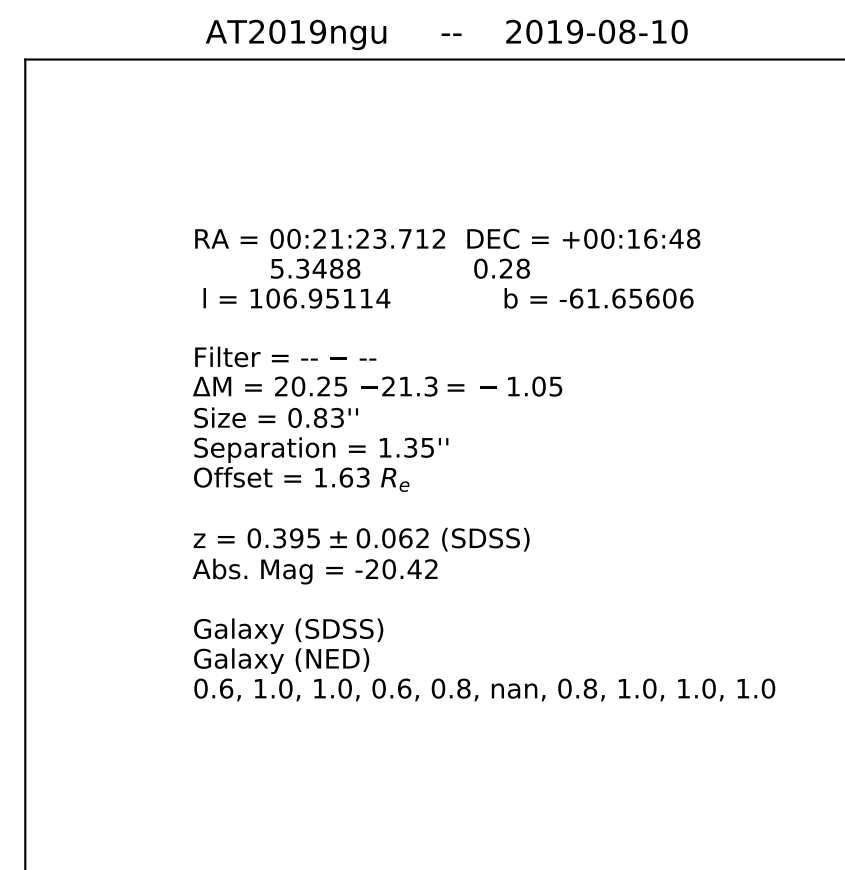 AT2019ngu -- 2019-08-10
RA = 00:21:23.712 DEC = +00:16:48
5.3488 0.28
l = 106.95114 b = -61.65606
Filter = -- − --
ΔM = 20.25 −21.3 = − 1.05
Size = 0.83''
Separation = 1.35''
Offset = 1.63 Rₑ
z = 0.395 ± 0.062 (SDSS)
Abs. Mag = -20.42
Galaxy (SDSS)
Galaxy (NED)
0.6, 1.0, 1.0, 0.6, 0.8, nan, 0.8, 1.0, 1.0, 1.0